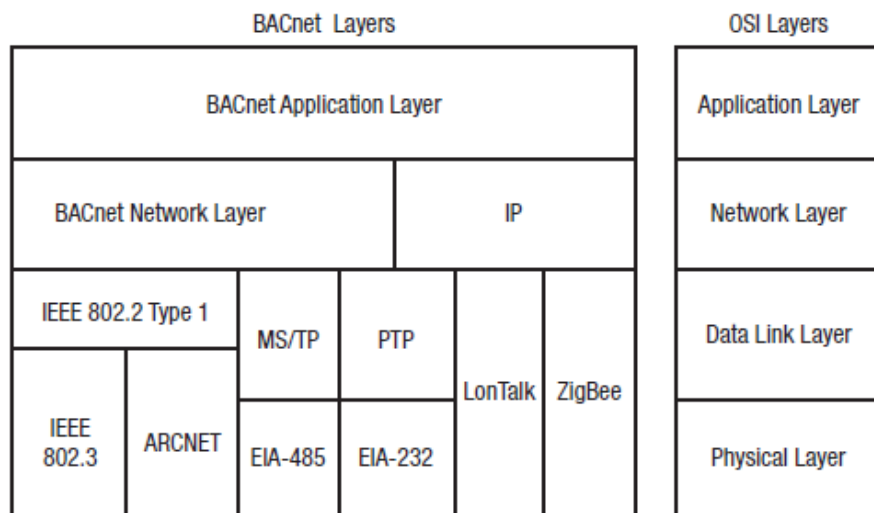 BACnet Layers
OSI Layers
BACnet Application Layer
Application Layer
BACnet Network Layer
IP
Network Layer
IEEE 802.2 Type 1
MS/TP
PTP
LonTalk
ZigBee
Data Link Layer
IEEE
802.3
ARCNET
EIA-485
EIA-232
Physical Layer